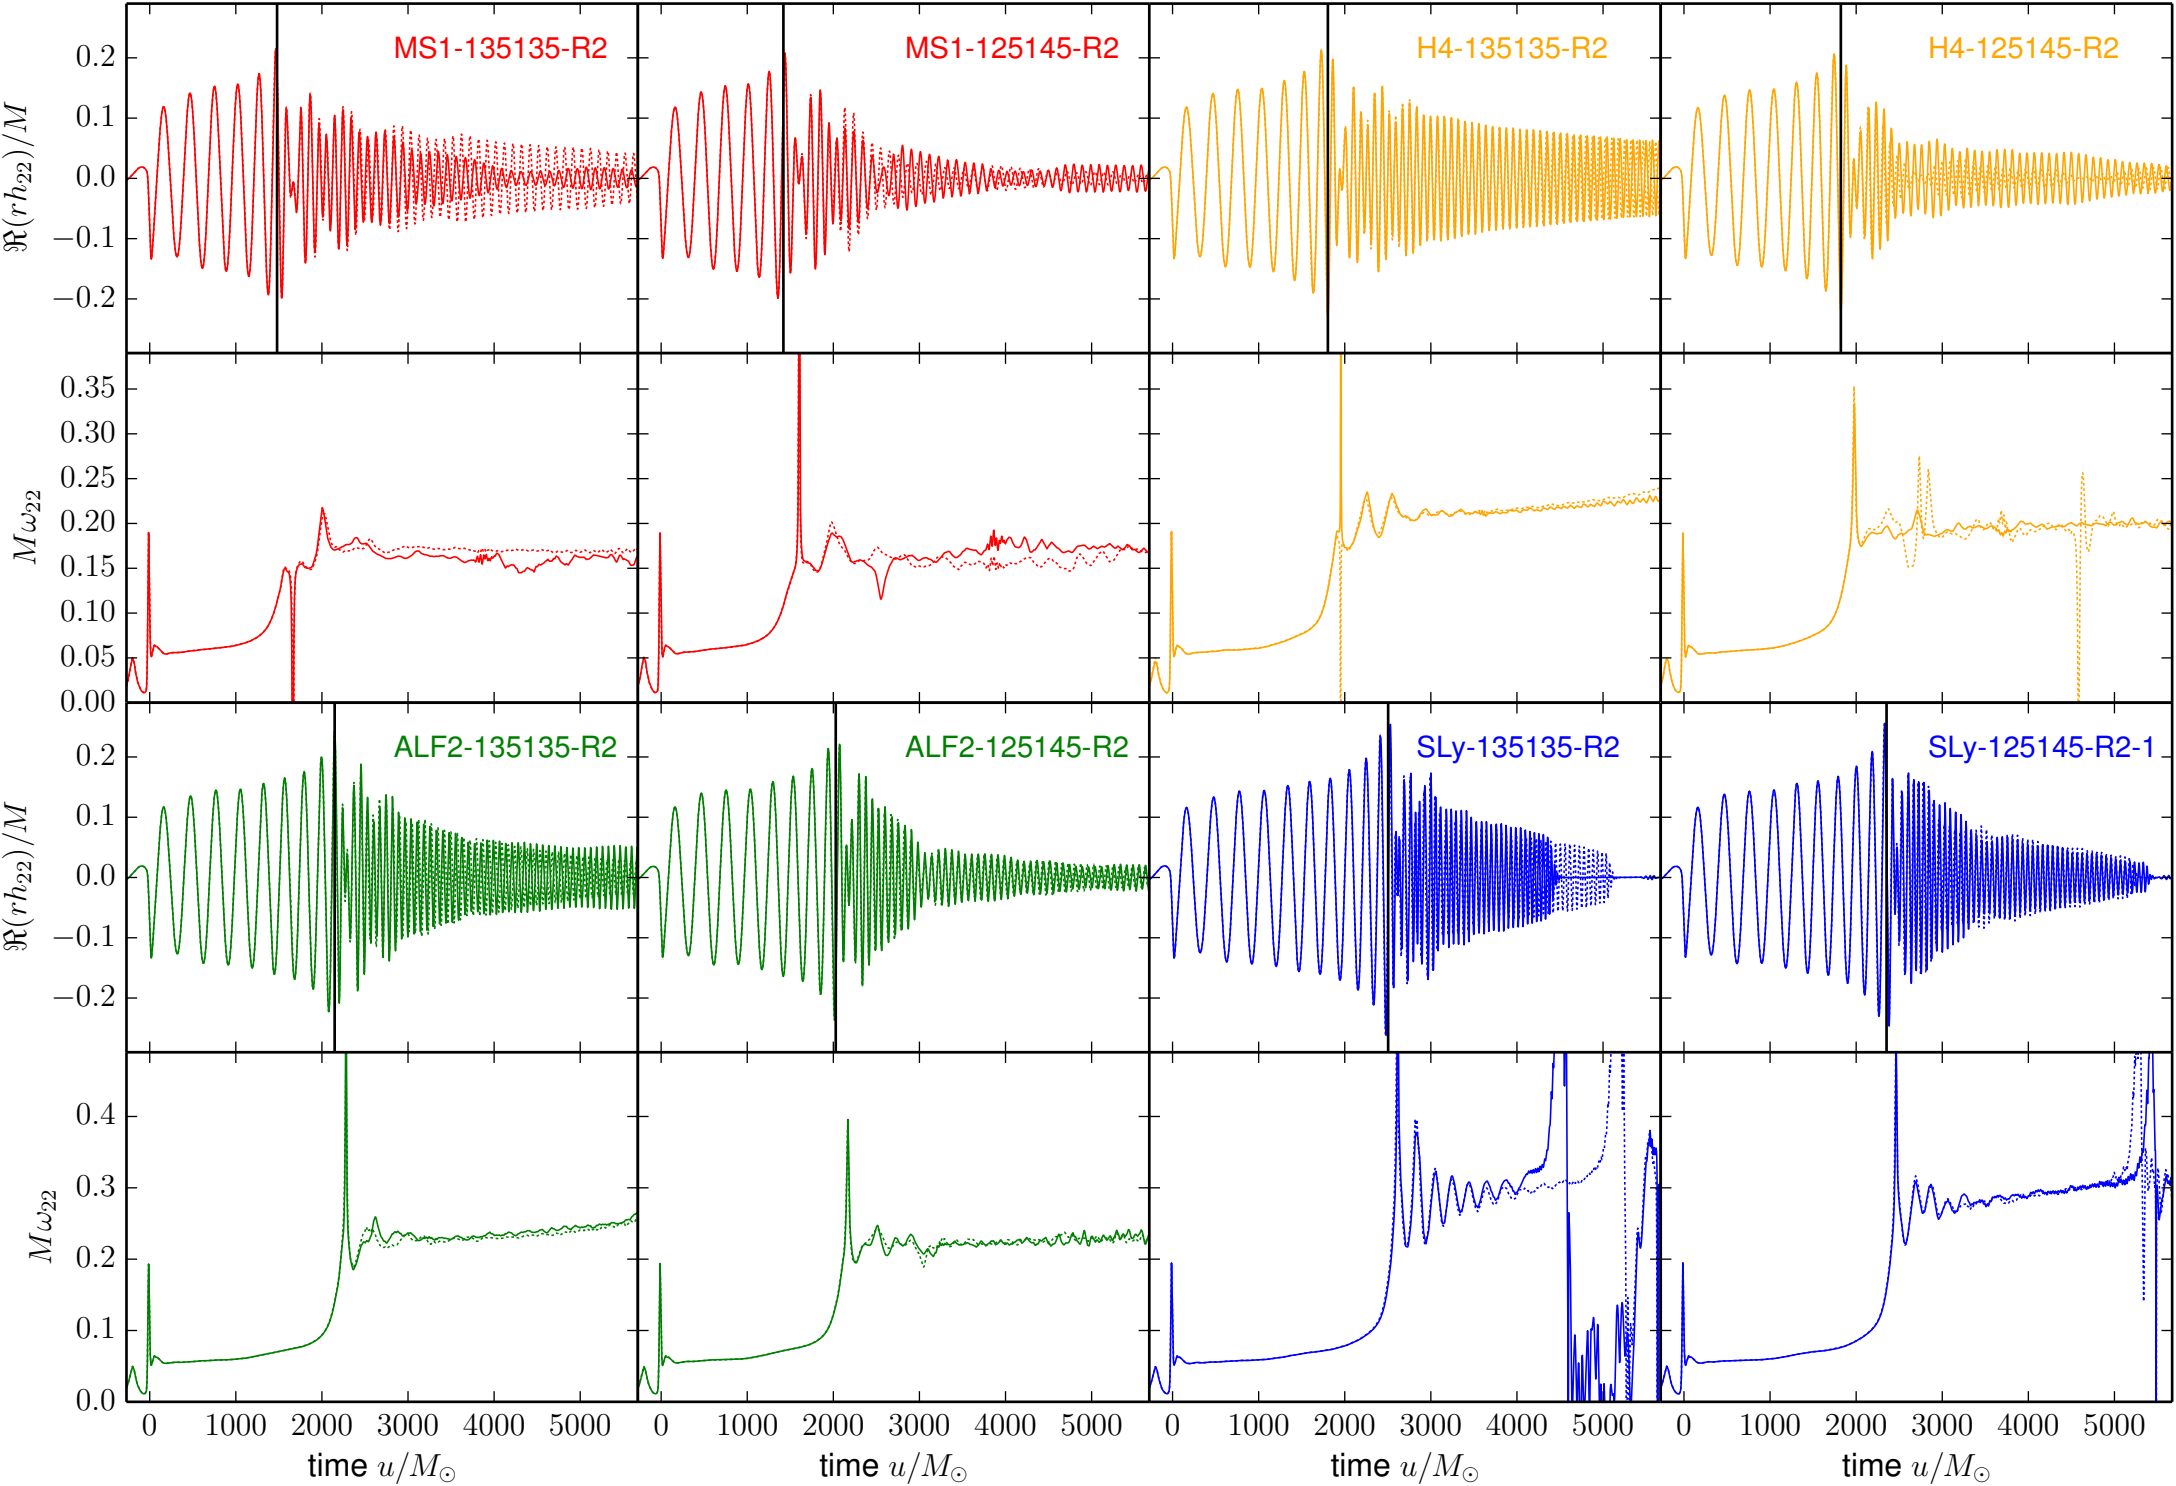 MS1-135135-R2
MS1-125145-R2
H4-135135-R2
H4-125145-R2
0.2
0.1
0.0
−0.1
−0.2
ℜ(rh₂₂)/M
0.35
0.30
0.25
0.20
0.15
0.10
0.05
0.00
Mω₂₂
ALF2-135135-R2
ALF2-125145-R2
SLy-135135-R2
SLy-125145-R2-1
0.2
0.1
0.0
−0.1
−0.2
ℜ(rh₂₂)/M
0.4
0.3
0.2
0.1
0.0
Mω₂₂
0 1000 2000 3000 4000 5000
0 1000 2000 3000 4000 5000
0 1000 2000 3000 4000 5000
0 1000 2000 3000 4000 5000
time u/M⊙
time u/M⊙
time u/M⊙
time u/M⊙